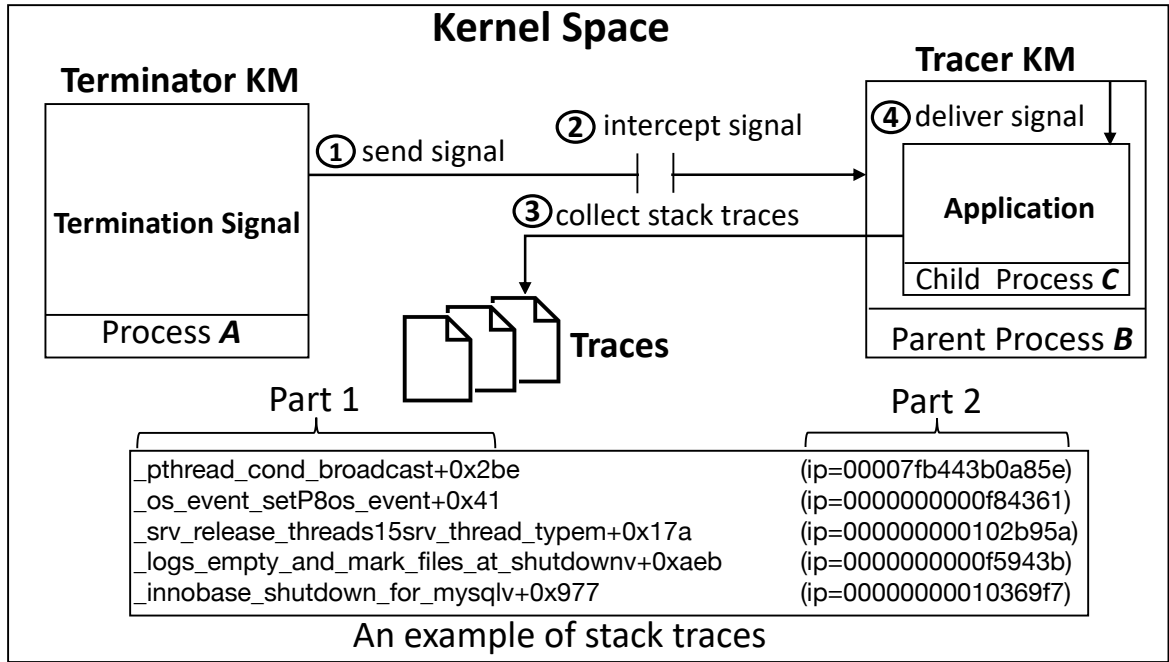 Kernel Space
Terminator KM
Tracer KM
① send signal
② intercept signal
④ deliver signal
Termination Signal
③ collect stack traces
Application
Child Process C
Process A
Traces
Parent Process B
Part 1
Part 2
_pthread_cond_broadcast+0x2be (ip=00007fb443b0a85e)
_os_event_setP8os_event+0x41 (ip=0000000000f84361)
_srv_release_threads15srv_thread_typem+0x17a (ip=000000000102b95a)
_logs_empty_and_mark_files_at_shutdownv+0xaeb (ip=0000000000f5943b)
_innobase_shutdown_for_mysqlv+0x977 (ip=00000000010369f7)
An example of stack traces